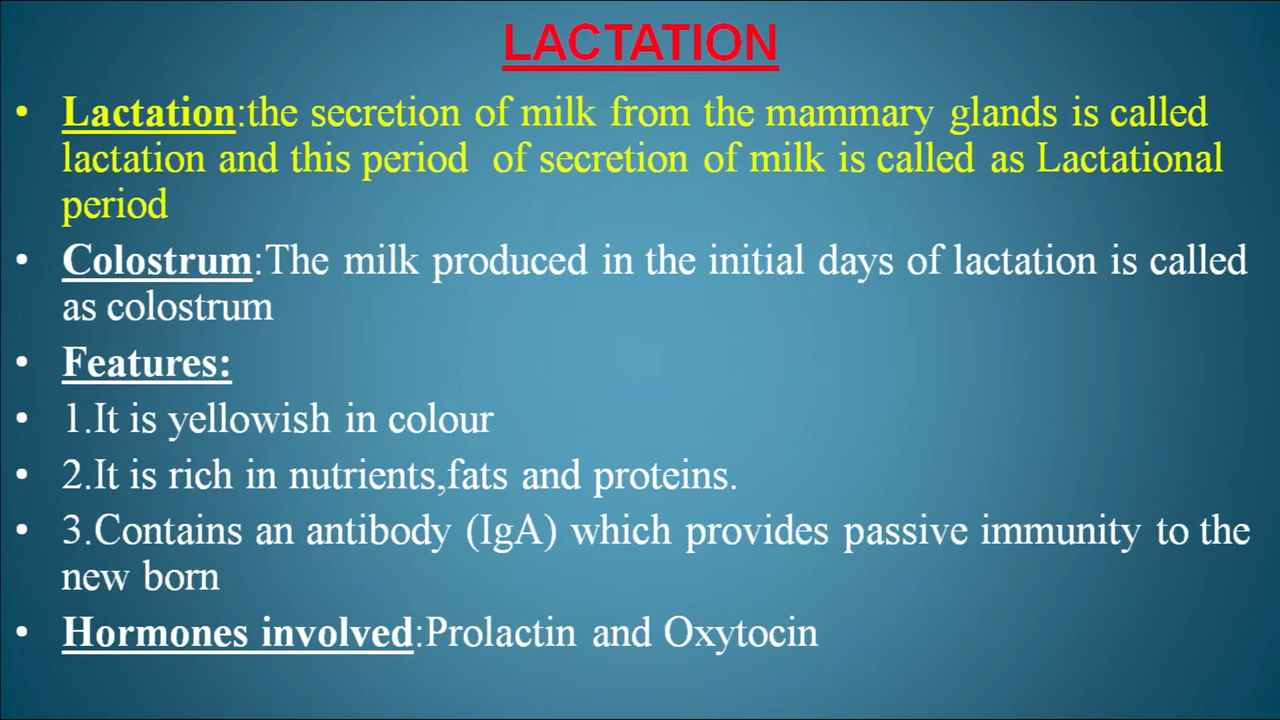 LACTATION
• Lactation:the secretion of milk from the mammary glands is called
lactation and this period of secretion of milk is called as Lactational
period
• Colostrum:The milk produced in the initial days of lactation is called
as colostrum
• Features:
• 1.It is yellowish in colour
• 2.It is rich in nutrients,fats and proteins.
• 3.Contains an antibody (IgA) which provides passive immunity to the
new born
• Hormones involved:Prolactin and Oxytocin